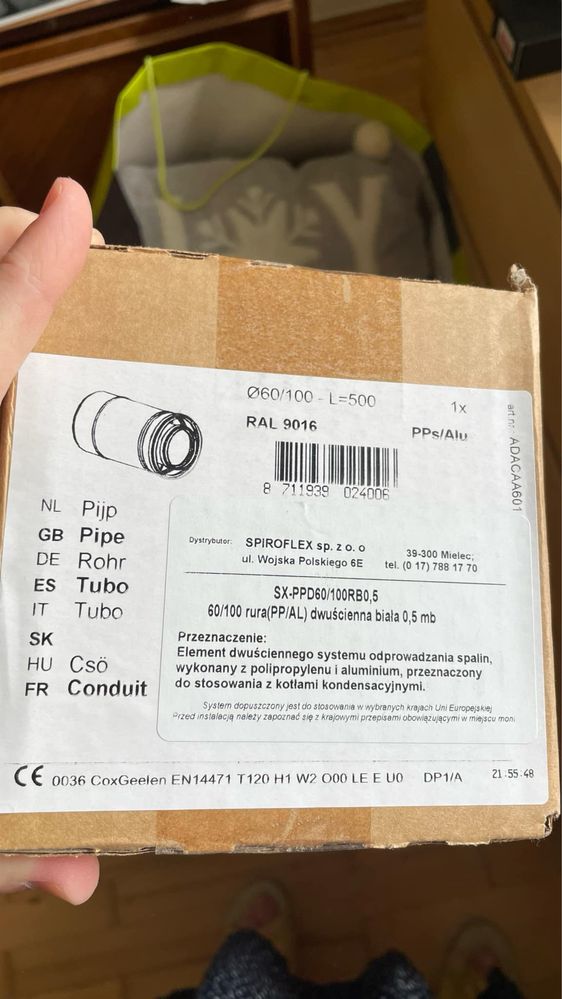 Ø60/100 - L=500
1x
RAL 9016
PPs/Alu
art.nr.: ADACAA601
8 711939 024006
NL Pijp
GB Pipe
DE Rohr
ES Tubo
IT Tubo
SK
HU Csö
FR Conduit
Dystrybutor: SPIROFLEX sp. z o. o
ul. Wojska Polskiego 6E
39-300 Mielec;
tel. (0 17) 788 17 70
SX-PPD60/100RB0,5
60/100 rura(PP/AL) dwuścienna biała 0,5 mb
Przeznaczenie:
Element dwuściennego systemu odprowadzania spalin,
wykonany z polipropylenu i aluminium, przeznaczony
do stosowania z kotłami kondensacyjnymi.
System dopuszczony jest do stosowania w wybranych krajach Uni Europejskiej
Przed instalacją należy zapoznać się z krajowymi przepisami obowiązującymi w miejscu moni
CE 0036 CoxGeelen EN14471 T120 H1 W2 O00 LE E U0 DP1/A 21:55:48
Y